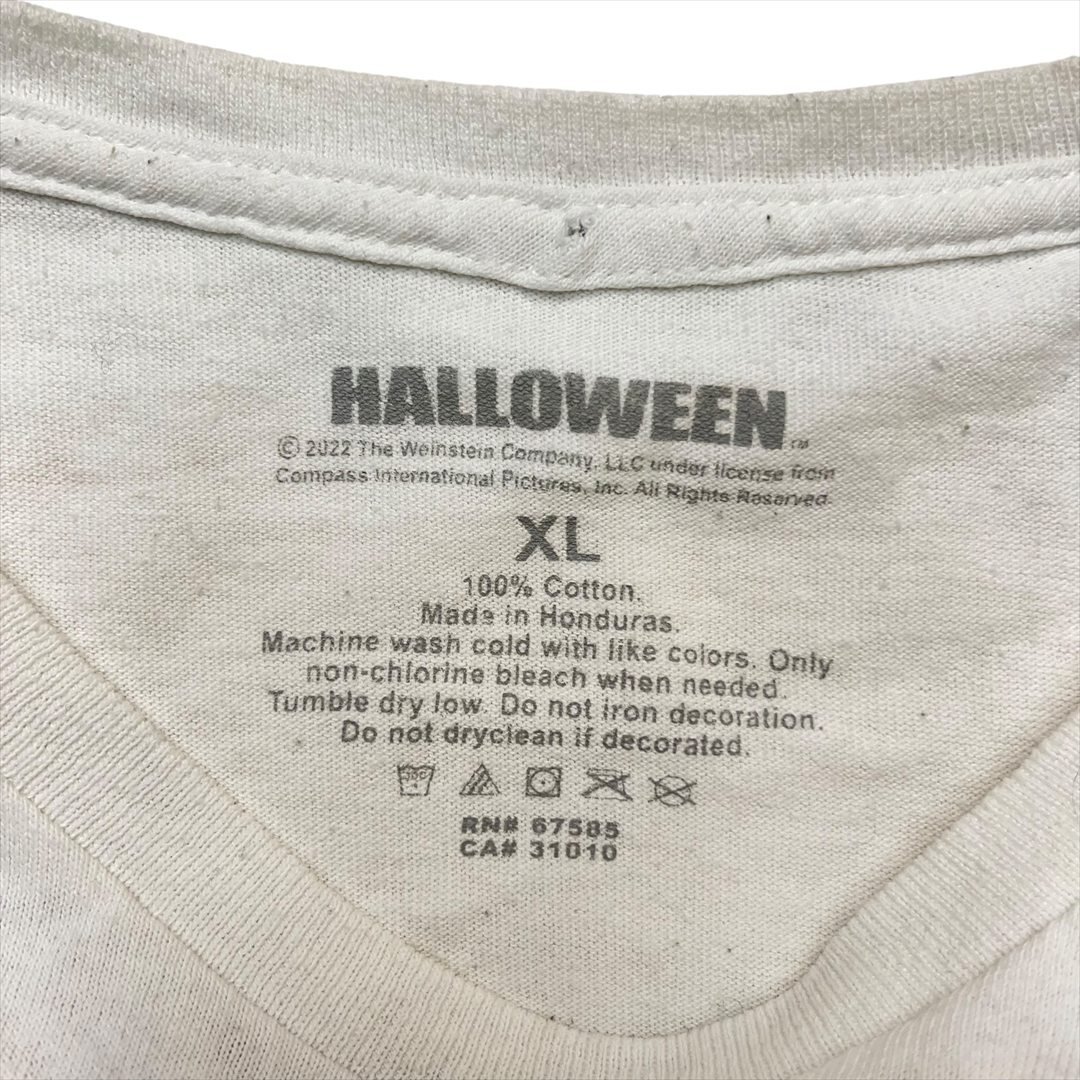 HALLOWEEN™
© 2022 The Weinstein Company, LLC under license from
Compass International Pictures, Inc. All Rights Reserved.
XL
100% Cotton.
Made in Honduras.
Machine wash cold with like colors. Only
non-chlorine bleach when needed.
Tumble dry low. Do not iron decoration.
Do not dryclean if decorated.
RN# 67585
CA# 31010